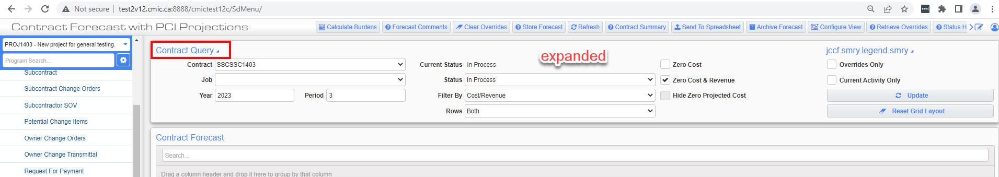 Not secure test2v12.cmic.ca:8888/cmictest12c/SdMenu/
Contract Forecast with PCI Projections
Calculate Burdens Forecast Comments Clear Overrides Store Forecast Refresh Contract Summary Send To Spreadsheet Archive Forecast Configure View Retrieve Overrides Status H
PROJ1403 - New project for general testing.
Program Search...
Subcontract
Subcontract Change Orders
Subcontractor SOV
Potential Change Items
Owner Change Orders
Owner Change Transmittal
Request For Payment
Contract Query
expanded
jccf.smry.legend.smry
Contract SSCSSC1403 Current Status In Process Zero Cost Overrides Only
Job Status In Process Zero Cost & Revenue Current Activity Only
Year 2023 Period 3 Filter By Cost/Revenue Hide Zero Projected Cost Update
Rows Both Reset Grid Layout
Contract Forecast
Search...
Drag a column header and drop it here to group by that column